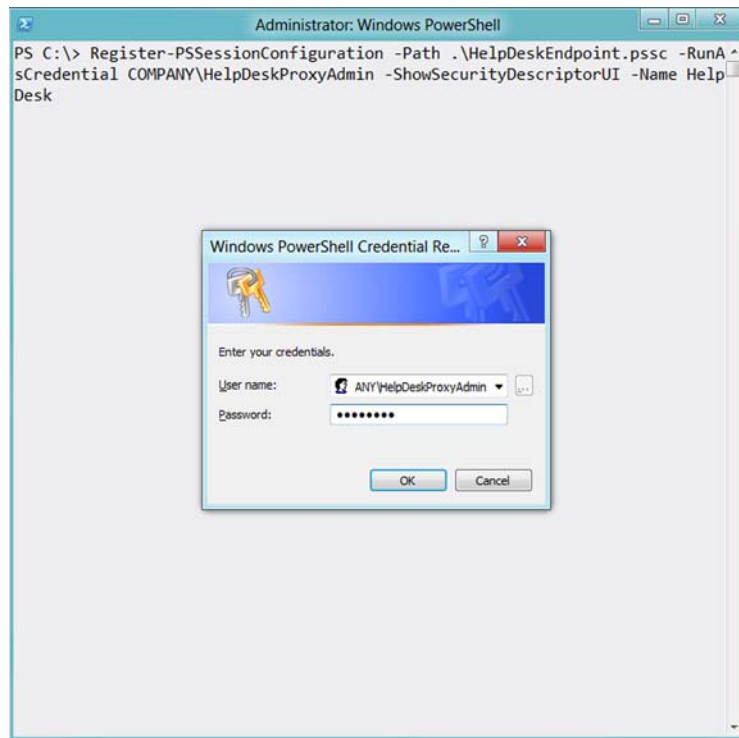 Administrator: Windows PowerShell
PS C:\> Register-PSSessionConfiguration -Path .\HelpDeskEndpoint.pssc -RunA
sCredential COMPANY\HelpDeskProxyAdmin -ShowSecurityDescriptorUI -Name Help
Desk
Windows PowerShell Credential Re...
Enter your credentials.
User name: ANY\HelpDeskProxyAdmin ...
Password: ••••••••
OK Cancel